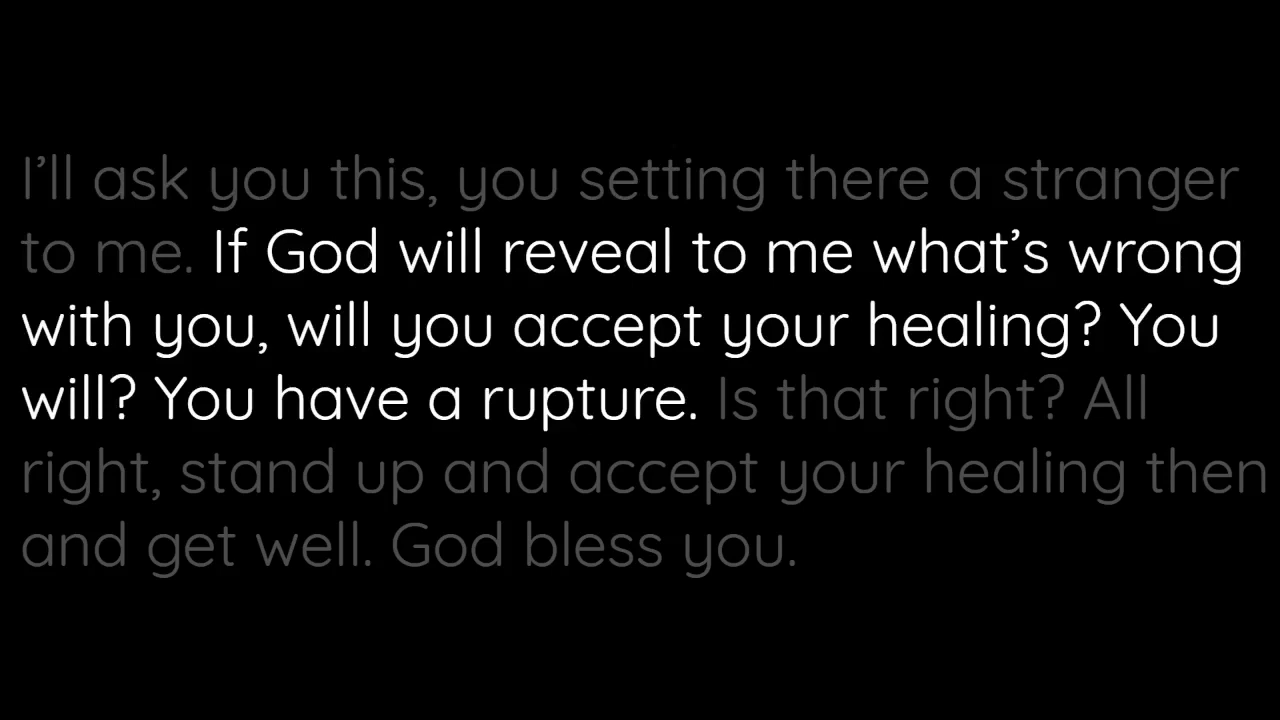 I’ll ask you this, you setting there a stranger
to me. If God will reveal to me what’s wrong
with you, will you accept your healing? You
will? You have a rupture. Is that right? All
right, stand up and accept your healing then
and get well. God bless you.